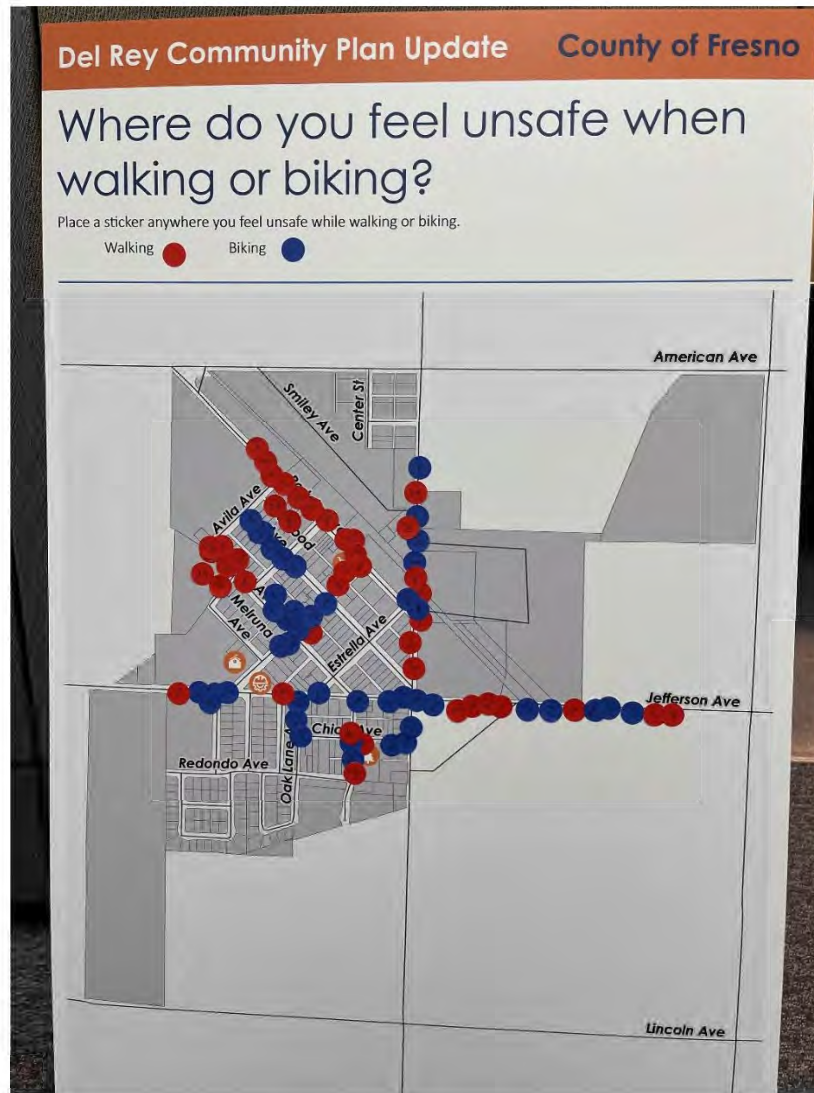 Del Rey Community Plan Update County of Fresno
Where do you feel unsafe when
walking or biking?
Place a sticker anywhere you feel unsafe while walking or biking.
Walking Biking
American Ave
Smiley Ave
Center St
Avila Ave
Melruna
Ave
Estrella Ave
Jefferson Ave
Redondo Ave
Oak Lane
Lincoln Ave